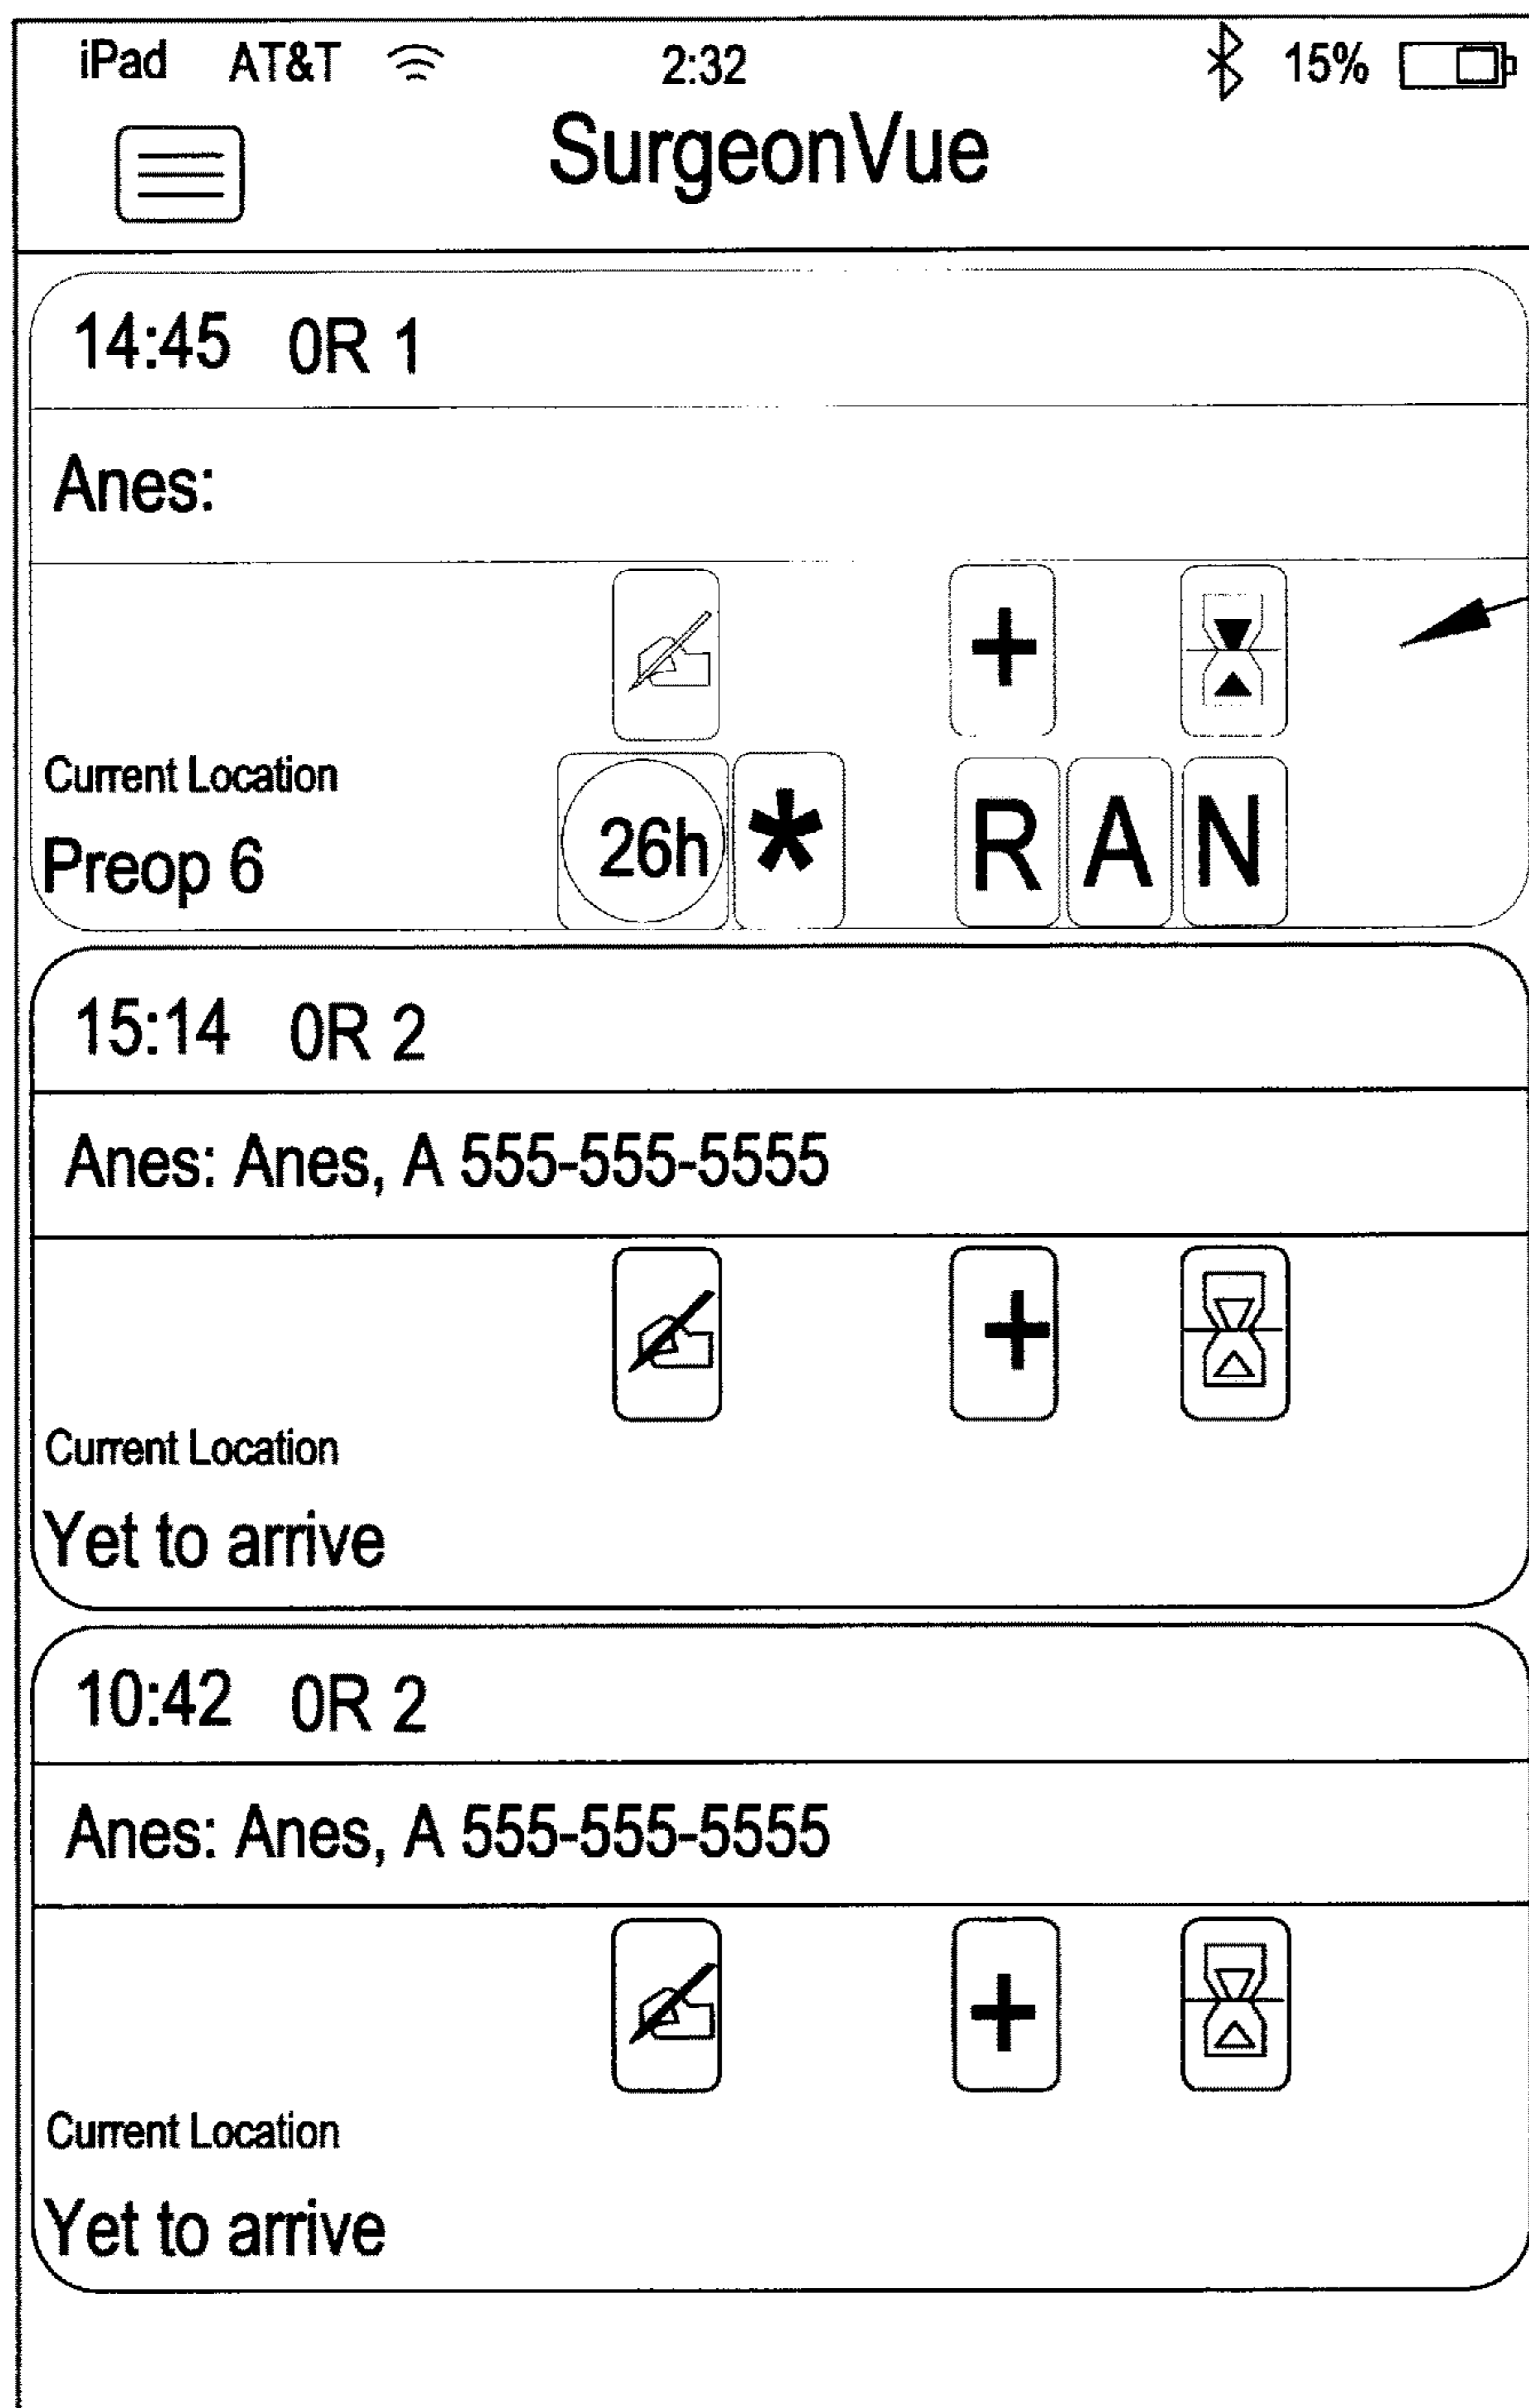 iPad AT&T 2:32 15%
SurgeonVue
14:45 0R 1
Anes:
+
Current Location
Preop 6
26h * R A N
15:14 0R 2
Anes: Anes, A 555-555-5555
+
Current Location
Yet to arrive
10:42 0R 2
Anes: Anes, A 555-555-5555
+
Current Location
Yet to arrive